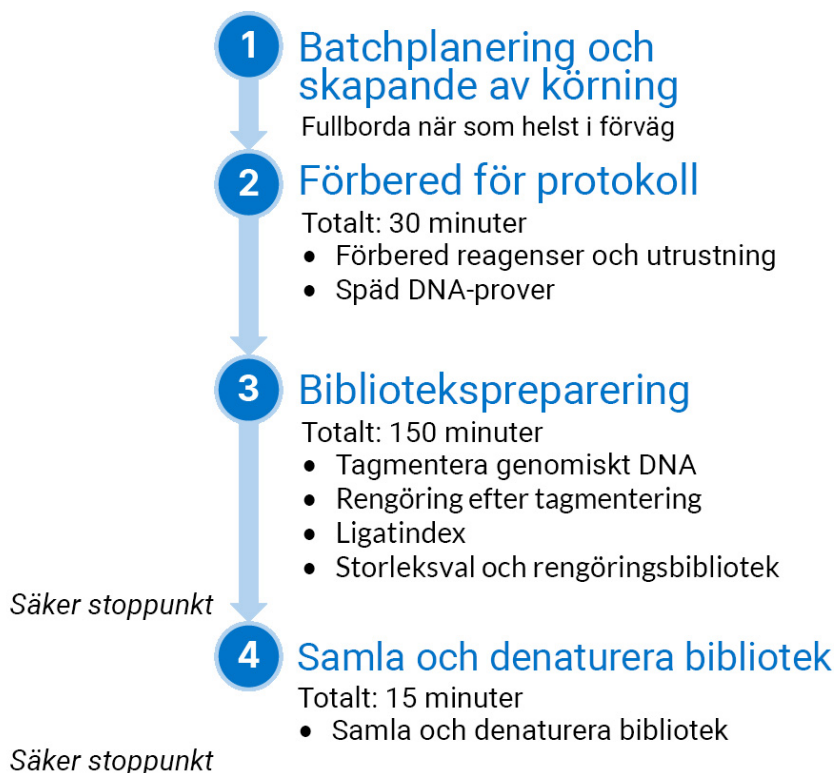 1 Batchplanering och
skapande av körning
Fullborda när som helst i förväg
2 Förbered för protokoll
Totalt: 30 minuter
• Förbered reagenser och utrustning
• Späd DNA-prover
3 Bibliotekspreparering
Totalt: 150 minuter
• Tagmentera genomiskt DNA
• Rengöring efter tagmentering
• Ligatindex
• Storleksval och rengöringsbibliotek
Säker stoppunkt
4 Samla och denaturera bibliotek
Totalt: 15 minuter
• Samla och denaturera bibliotek
Säker stoppunkt